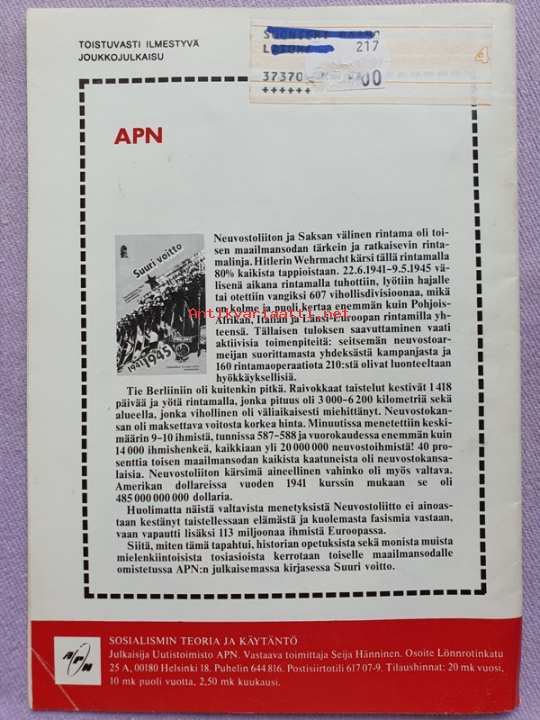 TOISTUVASTI ILMESTYVÄ
JOUKKOJULKAISU
217
37370
00
++++++
APN
Suuri voitto
Neuvostoliiton ja Saksan välinen rintama oli toi-
sen maailmansodan tärkein ja ratkaisevin rinta-
malinja. Hitlerin Wehrmacht kärsi tällä rintamalla
80% kaikista tappioistaan. 22.6.1941-9.5.1945 vä-
lisenä aikana rintamalla tuhottiin, lyötiin hajalle
tai otettiin vangiksi 607 vihollisdivisioonaa, mikä
on kolme ja puoli kertaa enemmän kuin Pohjois-
Afrikan, Italian ja Länsi-Euroopan rintamilla yh-
teensä. Tällaisen tuloksen saavuttaminen vaati
aktiivisia toimenpiteitä: seitsemän neuvostoar-
meijan suorittamasta yhdeksästä kampanjasta ja
160 rintamaoperaatiota 210:stä olivat luonteeltaan
hyökkäyksellisiä.
Tie Berliiniin oli kuitenkin pitkä. Raivokkaat taistelut kestivät 1 418
päivää ja yötä rintamalla, jonka pituus oli 3 000-6 200 kilometriä sekä
alueella, jonka vihollinen oli väliaikaisesti miehittänyt. Neuvostokan-
san oli maksettava voitosta korkea hinta. Minuutissa menetettiin keski-
määrin 9-10 ihmistä, tunnissa 587-588 ja vuorokaudessa enemmän kuin
14 000 ihmishenkeä, kaikkiaan yli 20 000 000 neuvostoihmistä! 40 pro-
senttia toisen maailmansodan kaikista kaatuneista oli neuvostokansa-
laisia. Neuvostoliiton kärsimä aineellinen vahinko oli myös valtava.
Amerikan dollareissa vuoden 1941 kurssin mukaan se oli
485 000 000 000 dollaria.
Huolimatta näistä valtavista menetyksistä Neuvostoliitto ei ainoas-
taan kestänyt taistellessaan elämästä ja kuolemasta fasismia vastaan,
vaan vapautti lisäksi 113 miljoonaa ihmistä Euroopassa.
Siitä, miten tämä tapahtui, historian opetuksista sekä monista muista
mielenkiintoisista tosiasioista kerrotaan toiselle maailmansodalle
omistetussa APN:n julkaisemassa kirjasessa Suuri voitto.
Antikvariaatti.net
SOSIALISMIN TEORIA JA KÄYTÄNTÖ
Julkaisija Uutistoimisto APN. Vastaava toimittaja Seija Hänninen. Osoite Lönnrotinkatu
25 A, 00180 Helsinki 18. Puhelin 644 816. Postisiirtotili 617 07-9. Tilaushinnat: 20 mk vuosi,
10 mk puoli vuotta, 2,50 mk kuukausi.